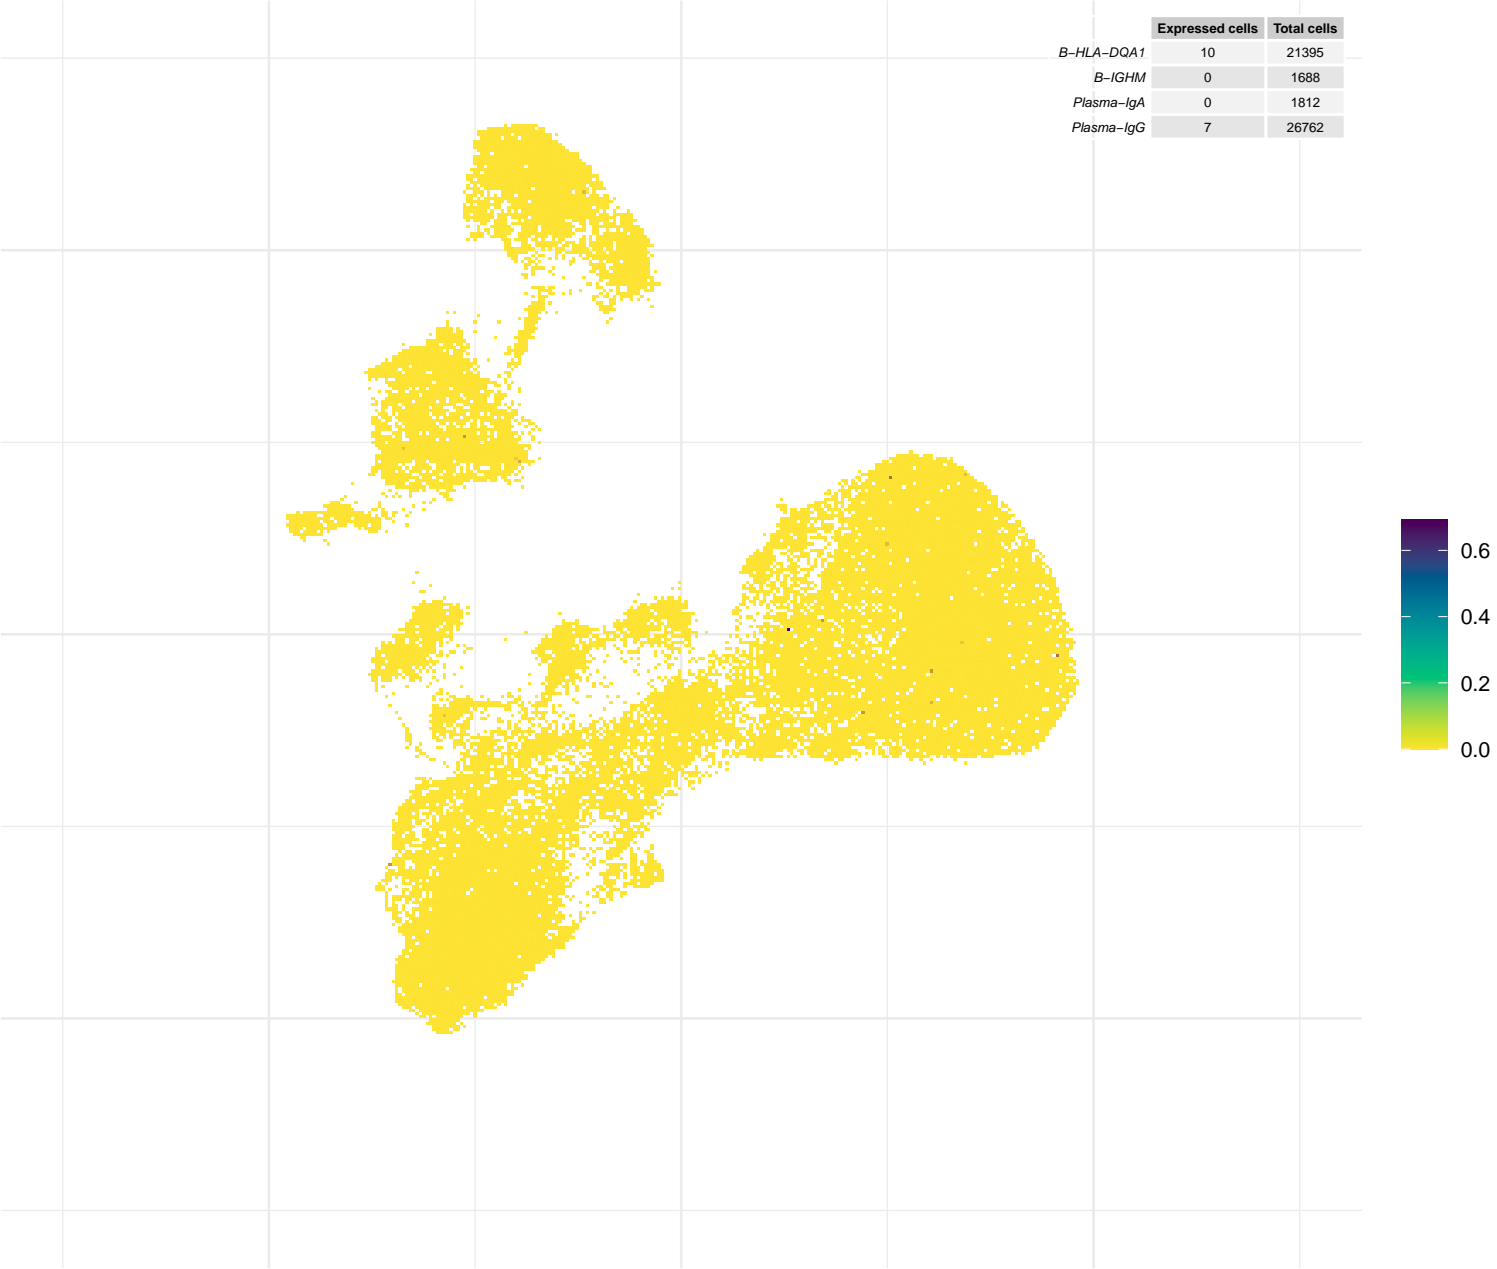 Expressed cells Total cells
B−HLA−DQA1 10 21395
B−IGHM 0 1688
Plasma−IgA 0 1812
Plasma−IgG 7 26762
0.6
0.4
0.2
0.0